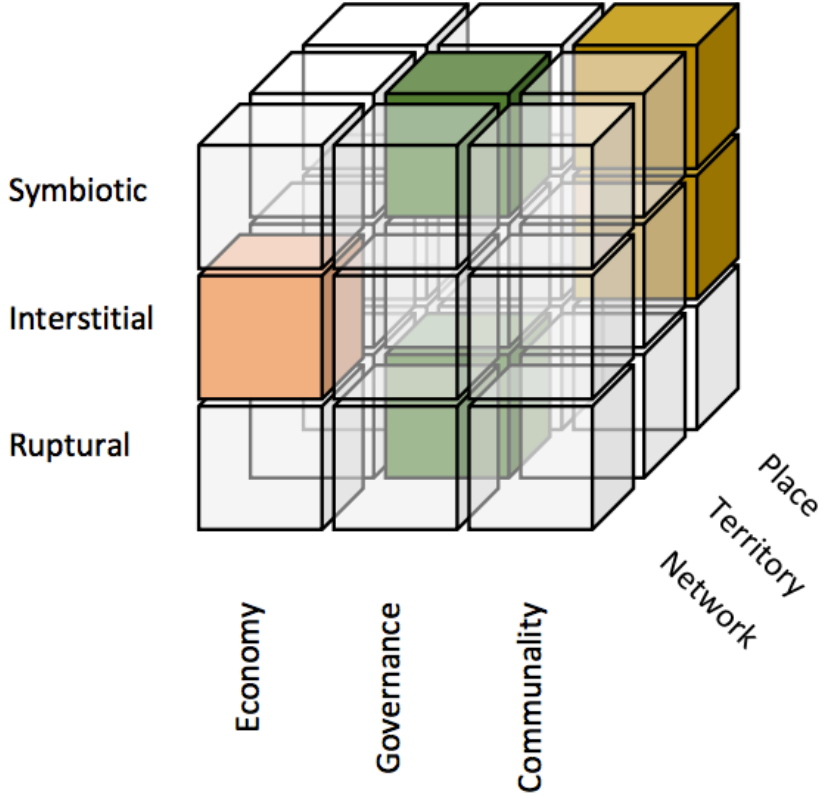 Symbiotic
Interstitial
Ruptural
Place
Territory
Network
Economy
Governance
Communality